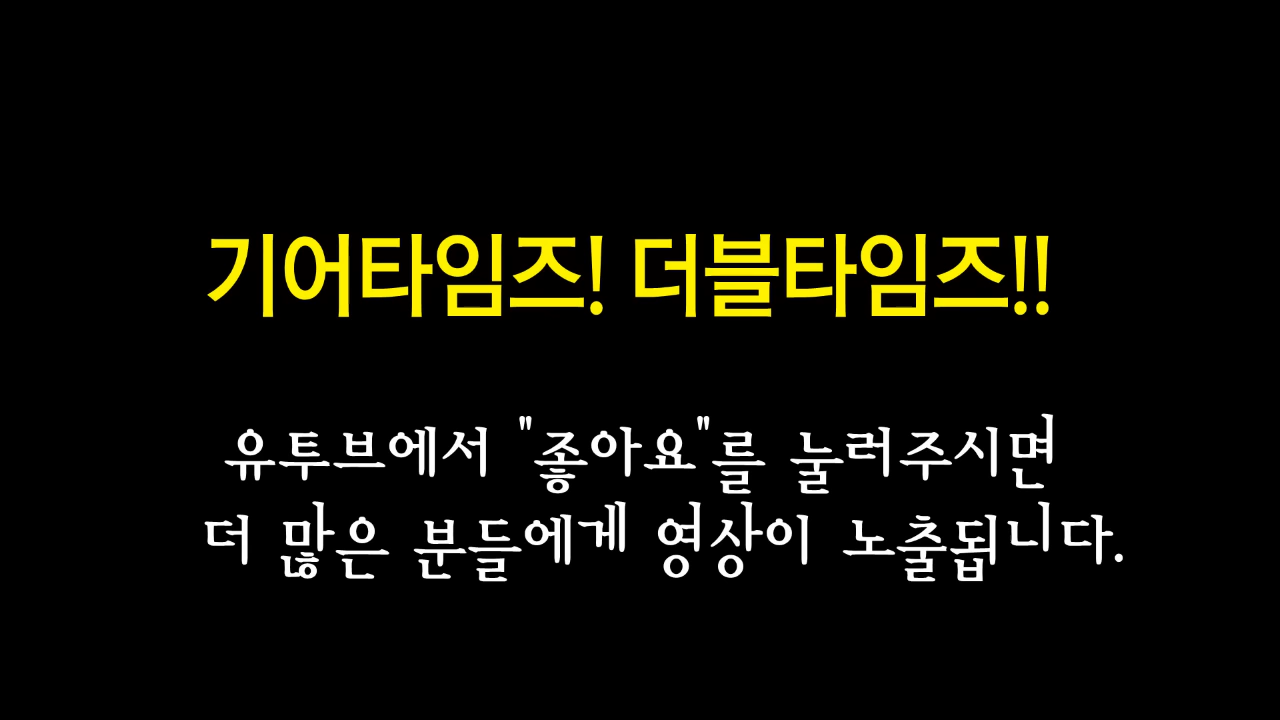 기어타임즈! 더블타임즈!!
유투브에서 "좋아요"를 눌러주시면
더 많은 분들에게 영상이 노출됩니다.